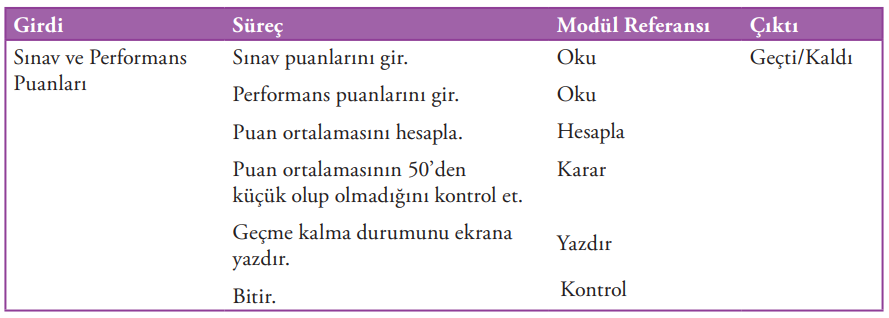 Girdi Süreç Modül Referansı Çıktı
Sınav ve Performans Sınav puanlarını gir. Oku Geçti/Kaldı
Puanları
Performans puanlarını gir. Oku
Puan ortalamasını hesapla. Hesapla
Puan ortalamasının 50’den Karar
küçük olup olmadığını kontrol et.
Geçme kalma durumunu ekrana Yazdır
yazdır.
Bitir. Kontrol